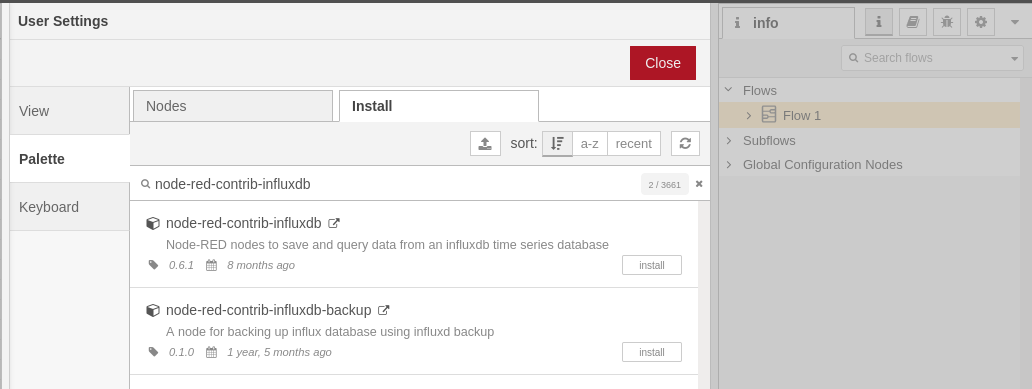 User Settings
Close
View
Palette
Keyboard
Nodes
Install
sort:
a-z
recent
node-red-contrib-influxdb
2 / 3661
node-red-contrib-influxdb
Node-RED nodes to save and query data from an influxdb time series database
0.6.1 8 months ago
install
node-red-contrib-influxdb-backup
A node for backing up influx database using influxd backup
0.1.0 1 year, 5 months ago
install
info
Search flows
Flows
Flow 1
Subflows
Global Configuration Nodes